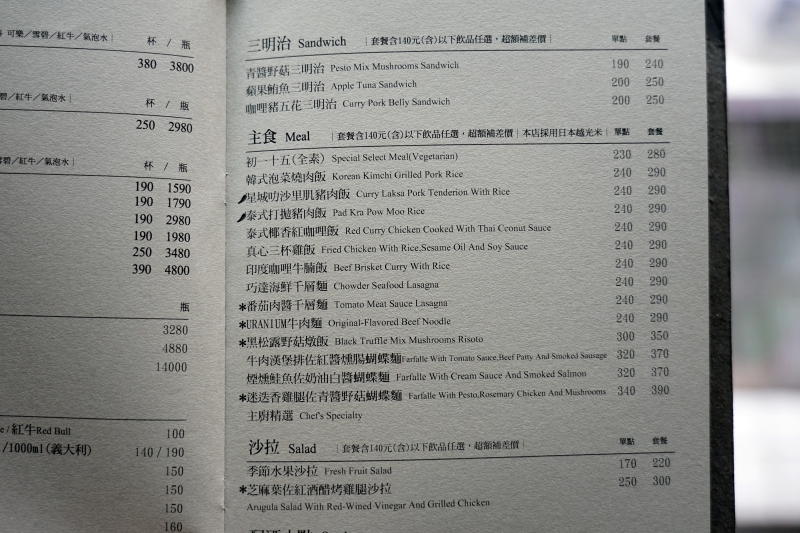 可樂／雪碧／紅牛／氣泡水｜ 杯 / 瓶
380 3800
碧／紅牛／氣泡水｜ 杯 / 瓶
250 2980
雪碧／紅牛／氣泡水｜ 杯 / 瓶
190 1590
190 1790
190 2980
190 1980
250 3480
390 4800
瓶
3280
4880
14000
/ 紅牛Red Bull 100
/1000ml(義大利) 140 / 190
150
150
150
160
三明治 Sandwich ｜套餐含140元(含)以下飲品任選，超額補差價｜ 單點 套餐
青醬野菇三明治 Pesto Mix Mushrooms Sandwich 190 240
蘋果鮪魚三明治 Apple Tuna Sandwich 200 250
咖哩豬五花三明治 Curry Pork Belly Sandwich 200 250
主食 Meal ｜套餐含140元(含)以下飲品任選，超額補差價｜本店採用日本越光米｜ 單點 套餐
初一十五(全素) Special Select Meal(Vegetarian) 230 280
韓式泡菜燒肉飯 Korean Kimchi Grilled Pork Rice 240 290
星城叻沙里肌豬肉飯 Curry Laksa Pork Tenderion With Rice 240 290
泰式打拋豬肉飯 Pad Kra Pow Moo Rice 240 290
泰式椰香紅咖哩飯 Red Curry Chicken Cooked With Thai Cconut Sauce 240 290
真心三杯雞飯 Fried Chicken With Rice,Sesame Oil And Soy Sauce 240 290
印度咖哩牛腩飯 Beef Brisket Curry With Rice 240 290
巧達海鮮千層麵 Chowder Seafood Lasagna 240 290
*番茄肉醬千層麵 Tomato Meat Sauce Lasagna 240 290
*URANIUM牛肉麵 Original-Flavored Beef Noodle 240 290
*黑松露野菇燉飯 Black Truffle Mix Mushrooms Risoto 300 350
牛肉漢堡排佐紅醬燻腸蝴蝶麵 Farfalle With Tomato Sauce,Beef Patty And Smoked Sausage 320 370
煙燻鮭魚佐奶油白醬蝴蝶麵 Farfalle With Cream Sauce And Smoked Salmon 320 370
*迷迭香雞腿佐青醬野菇蝴蝶麵 Farfalle With Pesto,Rosemary Chicken And Mushrooms 340 390
主廚精選 Chef's Specialty
沙拉 Salad ｜套餐含140元(含)以下飲品任選，超額補差價｜ 單點 套餐
季節水果沙拉 Fresh Fruit Salad 170 220
*芝麻葉佐紅酒醋烤雞腿沙拉 250 300
Arugula Salad With Red-Wined Vinegar And Grilled Chicken